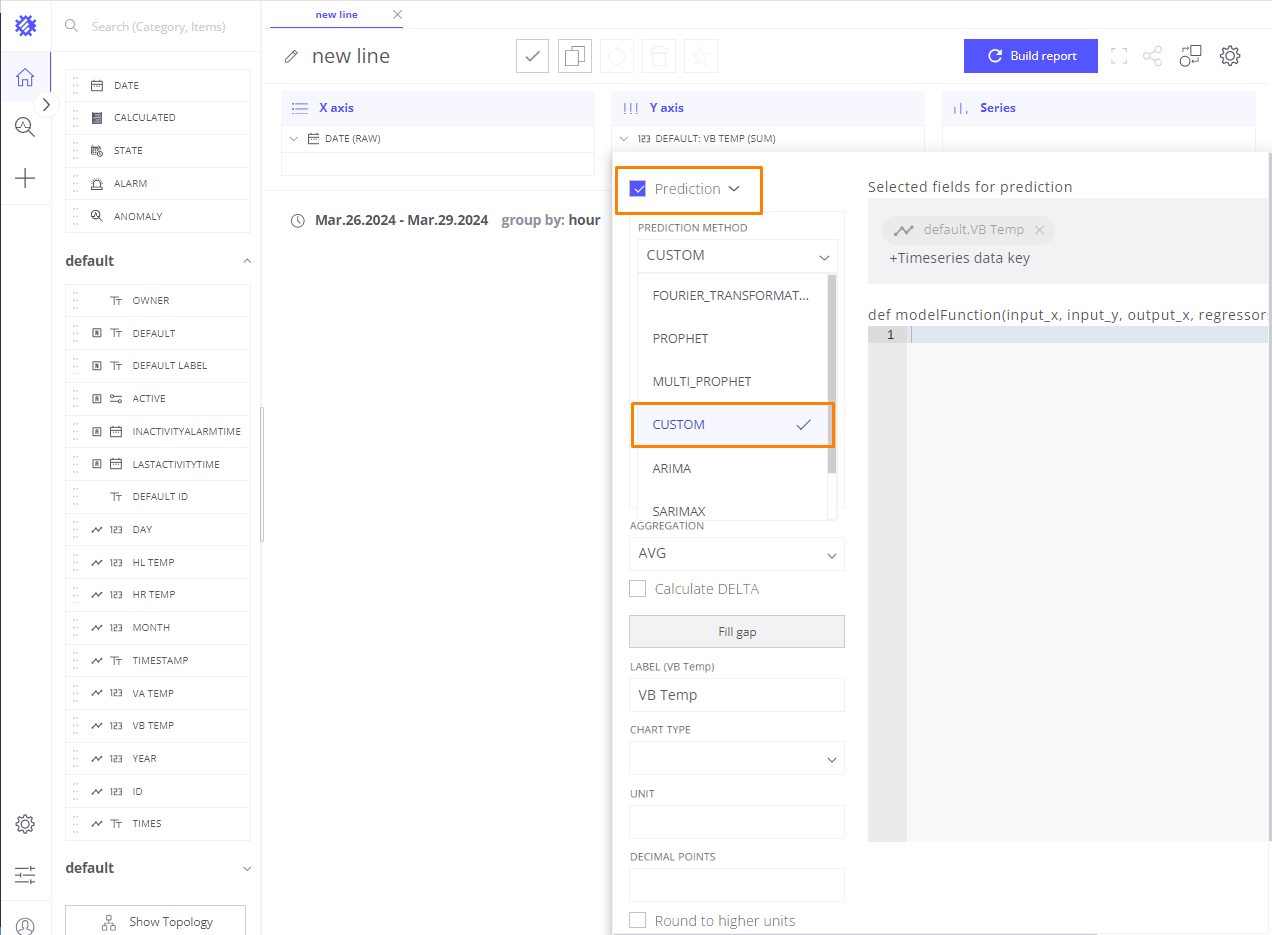 new line
Search (Category, Items)
new line
Build report
DATE
CALCULATED
STATE
ALARM
ANOMALY
default
OWNER
DEFAULT
DEFAULT LABEL
ACTIVE
INACTIVITYALARMTIME
LASTACTIVITYTIME
DEFAULT ID
123 DAY
123 HL TEMP
123 HR TEMP
123 MONTH
Tт TIMESTAMP
123 VA TEMP
123 VB TEMP
123 YEAR
123 ID
Tт TIMES
default
Show Topology
X axis
DATE (RAW)
Y axis
123 DEFAULT: VB TEMP (SUM)
Series
Mar.26.2024 - Mar.29.2024 group by: hour
Prediction
PREDICTION METHOD
CUSTOM
FOURIER_TRANSFORMAT...
PROPHET
MULTI_PROPHET
CUSTOM
ARIMA
SARIMAX
AGGREGATION
AVG
Calculate DELTA
Fill gap
LABEL (VB Temp)
VB Temp
CHART TYPE
UNIT
DECIMAL POINTS
Round to higher units
Selected fields for prediction
default.VB Temp
+Timeseries data key
def modelFunction(input_x, input_y, output_x, regressors
1